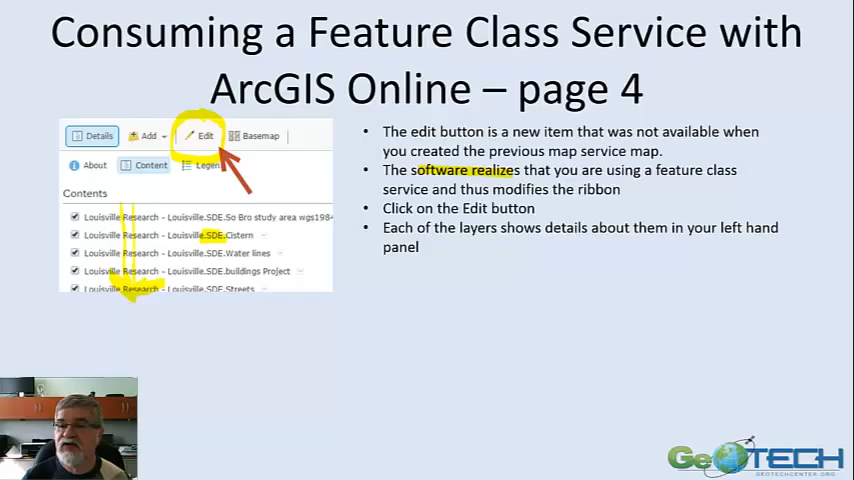 Consuming a Feature Class Service with
ArcGIS Online – page 4
Details
Add
Edit
Basemap
About
Content
Legen
Contents
Louisville Research - Louisville.SDE.So Bro study area wgs1984
Louisville Research - Louisville.SDE.Cistern
Louisville Research - Louisville.SDE.Water lines
Louisville Research - Louisville.SDE.buildings Project
Louisville Research - Louisville.SDE.Streets
• The edit button is a new item that was not available when
you created the previous map service map.
• The software realizes that you are using a feature class
service and thus modifies the ribbon
• Click on the Edit button
• Each of the layers shows details about them in your left hand
panel
GeoTECH
GEOTECHCENTER.ORG